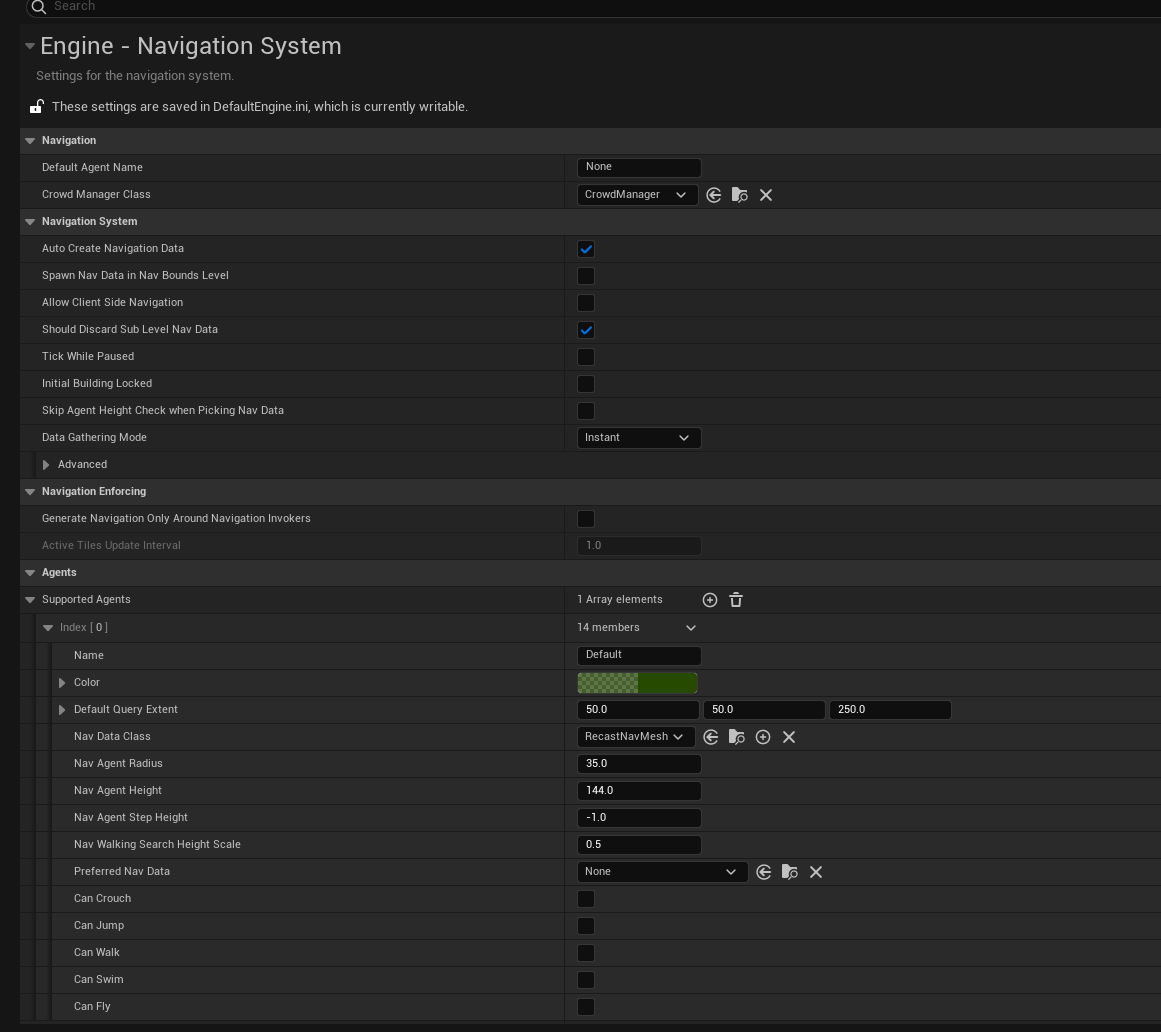 Search
Engine - Navigation System
Settings for the navigation system.
These settings are saved in DefaultEngine.ini, which is currently writable.
Navigation
Default Agent Name None
Crowd Manager Class CrowdManager
Navigation System
Auto Create Navigation Data
Spawn Nav Data in Nav Bounds Level
Allow Client Side Navigation
Should Discard Sub Level Nav Data
Tick While Paused
Initial Building Locked
Skip Agent Height Check when Picking Nav Data
Data Gathering Mode Instant
Advanced
Navigation Enforcing
Generate Navigation Only Around Navigation Invokers
Active Tiles Update Interval 1.0
Agents
Supported Agents 1 Array elements
Index [ 0 ] 14 members
Name Default
Color
Default Query Extent 50.0 50.0 250.0
Nav Data Class RecastNavMesh
Nav Agent Radius 35.0
Nav Agent Height 144.0
Nav Agent Step Height -1.0
Nav Walking Search Height Scale 0.5
Preferred Nav Data None
Can Crouch
Can Jump
Can Walk
Can Swim
Can Fly